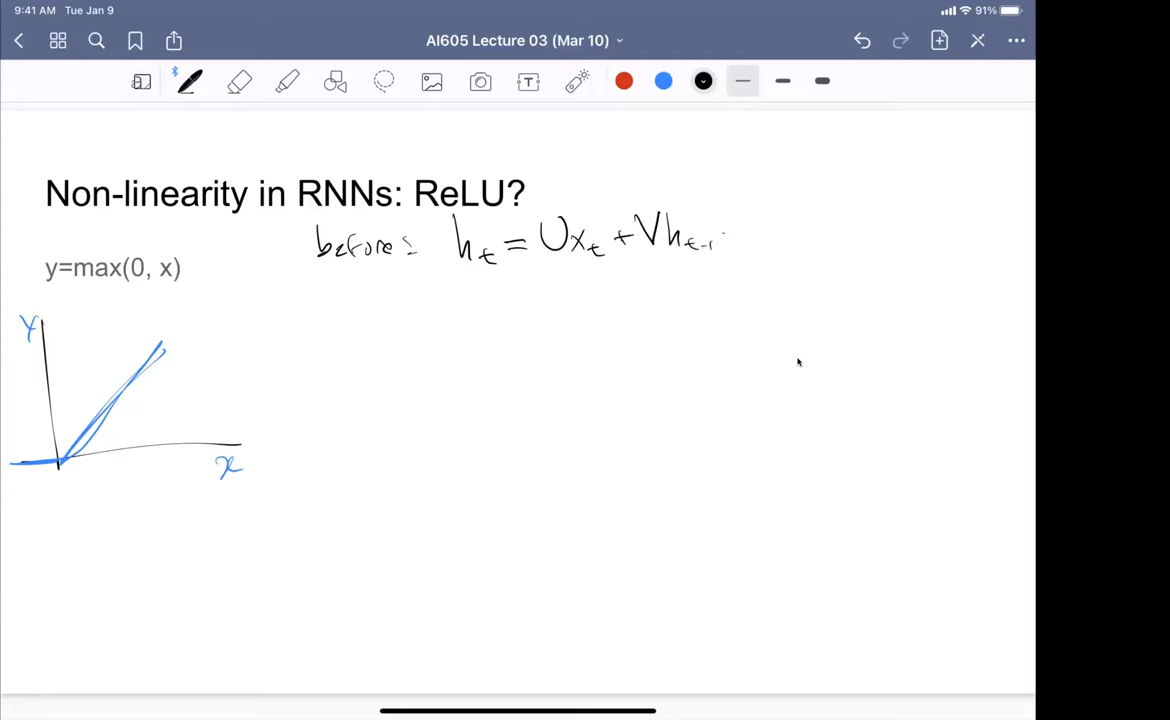 9:41 AM Tue Jan 9
91%
AI605 Lecture 03 (Mar 10)
T
Non-linearity in RNNs: ReLU?
before: h_t = Ux_t + Vh_{t-1}
y=max(0, x)
Y
x